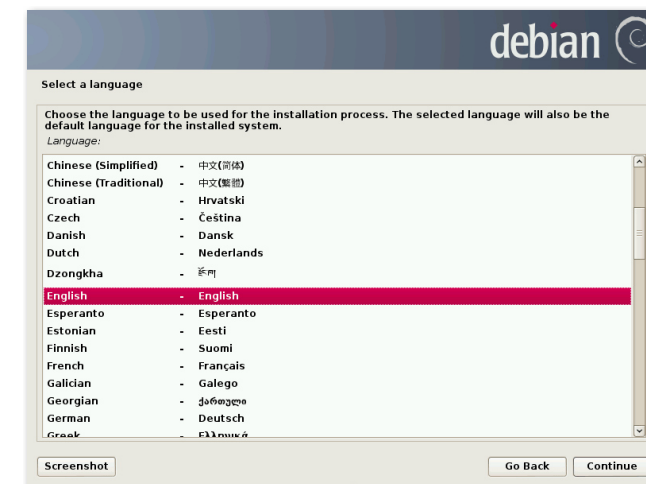 debian
Select a language
Choose the language to be used for the installation process. The selected language will also be the
default language for the installed system.
Language:
Chinese (Simplified) - 中文(简体)
Chinese (Traditional) - 中文(繁體)
Croatian - Hrvatski
Czech - Čeština
Danish - Dansk
Dutch - Nederlands
Dzongkha - རྫོང་ཁ
English - English
Esperanto - Esperanto
Estonian - Eesti
Finnish - Suomi
French - Français
Galician - Galego
Georgian - ქართული
German - Deutsch
Greek - Ελληνικά
Screenshot Go Back Continue